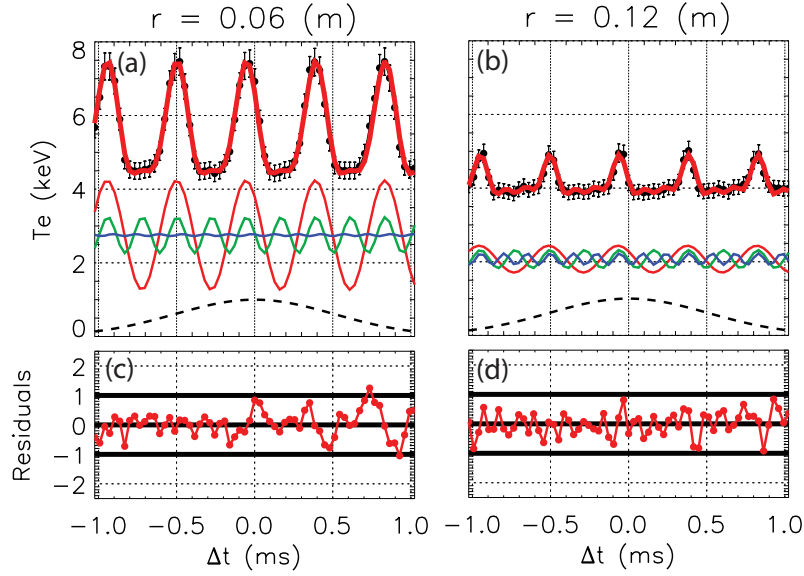 r = 0.06 (m)
r = 0.12 (m)
(a)
(b)
8
6
4
2
0
Te (keV)
(c)
(d)
2
1
0
-1
-2
Residuals
-1.0 -0.5 0.0 0.5 1.0
-1.0 -0.5 0.0 0.5 1.0
Δt (ms)
Δt (ms)